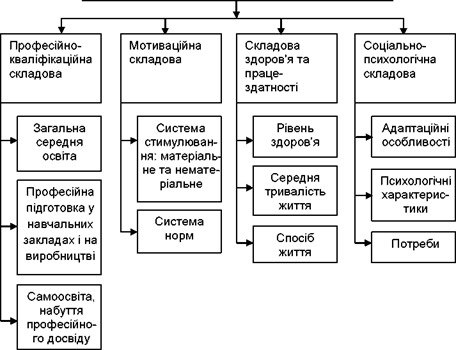 Професійно-
кваліфікаційна
складова
Загальна
середня
освіта
Професійна
підготовка у
навчальних
закладах і на
виробництві
Самоосвіта,
набуття
професійно-
го досвіду
Мотиваційна
складова
Система
стимулюван-
ня: матеріаль-
не та немате-
ріальне
Система
норм
Складова
здоров'я та
праце-
здатності
Рівень
здоров'я
Середня
тривалість
життя
Спосіб
життя
Соціально-
психологічна
складова
Адаптаційні
особливості
Психологічні
характерис-
тики
Потреби